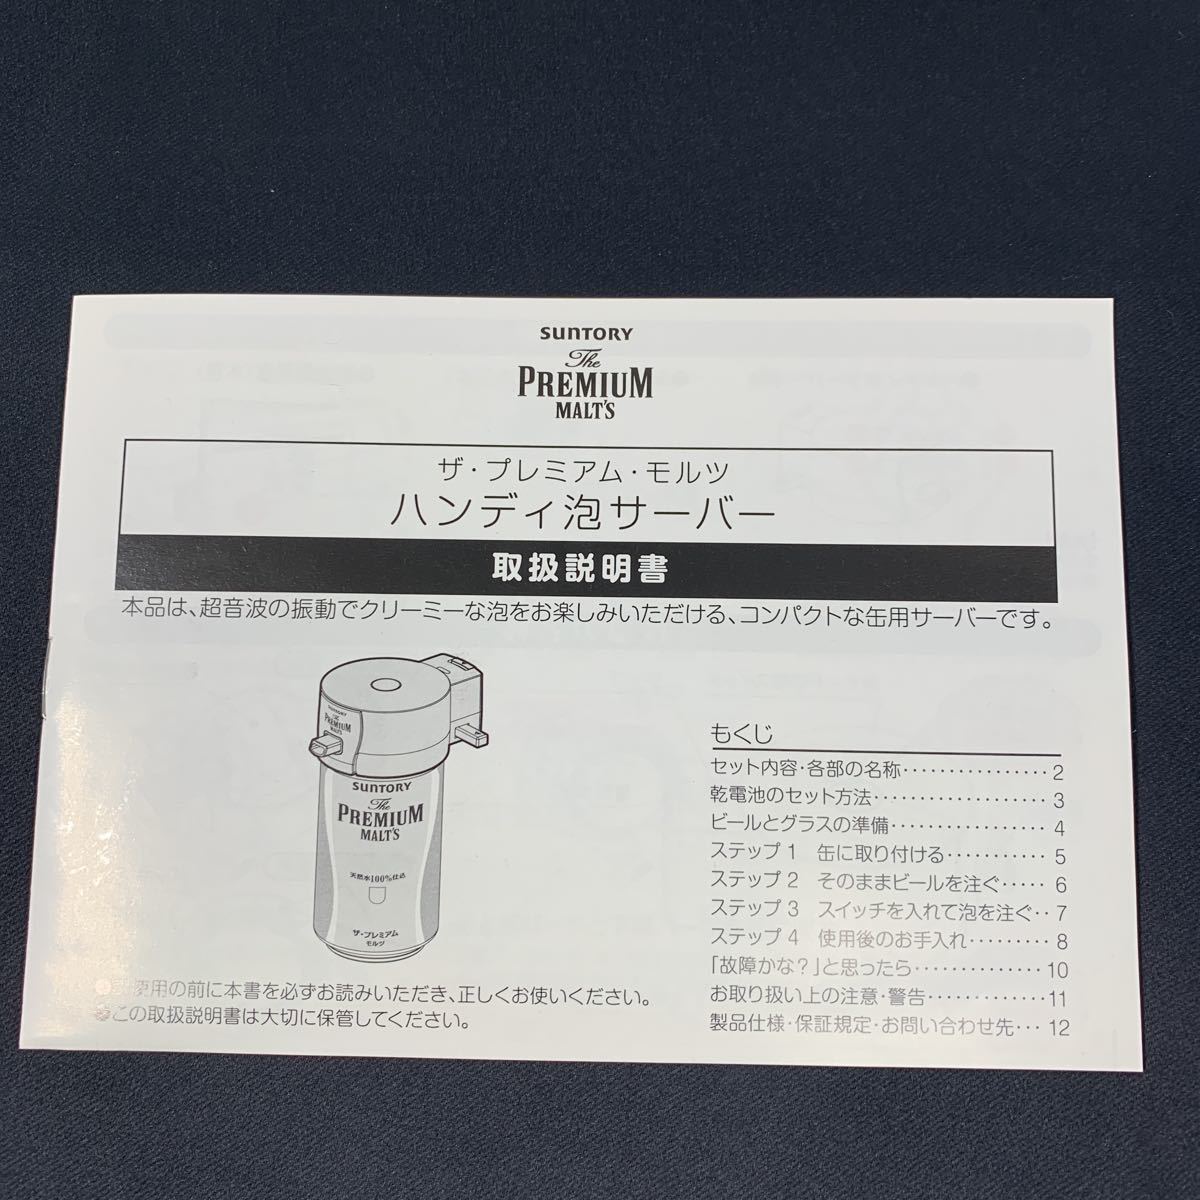 SUNTORY
The
PREMIUM
MALT'S
ザ・プレミアム・モルツ
ハンディ泡サーバー
取扱説明書
本品は、超音波の振動でクリーミーな泡をお楽しみいただける、コンパクトな缶用サーバーです。
SUNTORY
The
PREMIUM
MALT'S
SUNTORY
The
PREMIUM
MALT'S
天然水100%仕込
ザ・プレミアム
モルツ
●ご使用の前に本書を必ずお読みいただき、正しくお使いください。
●この取扱説明書は大切に保管してください。
もくじ
セット内容・各部の名称················2
乾電池のセット方法···················3
ビールとグラスの準備·················4
ステップ1 缶に取り付ける···········5
ステップ2 そのままビールを注ぐ·····6
ステップ3 スイッチを入れて泡を注ぐ··7
ステップ4 使用後のお手入れ·········8
「故障かな?」と思ったら··············10
お取り扱い上の注意・警告·············11
製品仕様・保証規定・お問い合わせ先···12